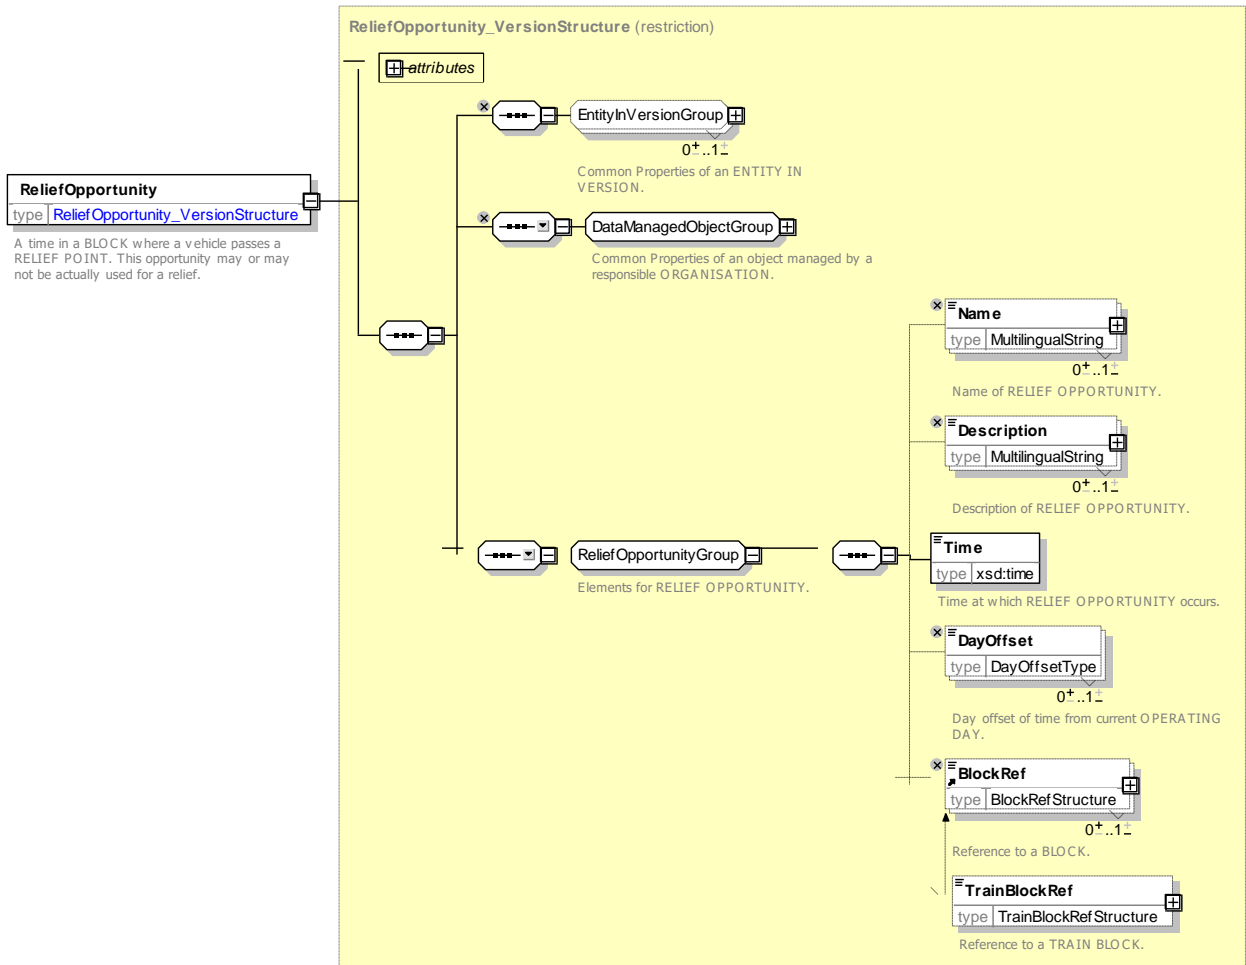 ReliefOpportunity_VersionStructure (restriction)
attributes
EntityInVersionGroup
0..1
Common Properties of an ENTITY IN
VERSION.
ReliefOpportunity
type ReliefOpportunity_VersionStructure
A time in a BLOCK where a vehicle passes a
RELIEF POINT. This opportunity may or may
not be actually used for a relief.
DataManagedObjectGroup
Common Properties of an object managed by a
responsible ORGANISATION.
Name
type MultilingualString
0..1
Name of RELIEF OPPORTUNITY.
Description
type MultilingualString
0..1
Description of RELIEF OPPORTUNITY.
ReliefOpportunityGroup
Elements for RELIEF OPPORTUNITY.
Time
type xsd:time
Time at which RELIEF OPPORTUNITY occurs.
DayOffset
type DayOffsetType
0..1
Day offset of time from current OPERATING
DAY.
BlockRef
type BlockRefStructure
0..1
Reference to a BLOCK.
TrainBlockRef
type TrainBlockRefStructure
Reference to a TRAIN BLOCK.